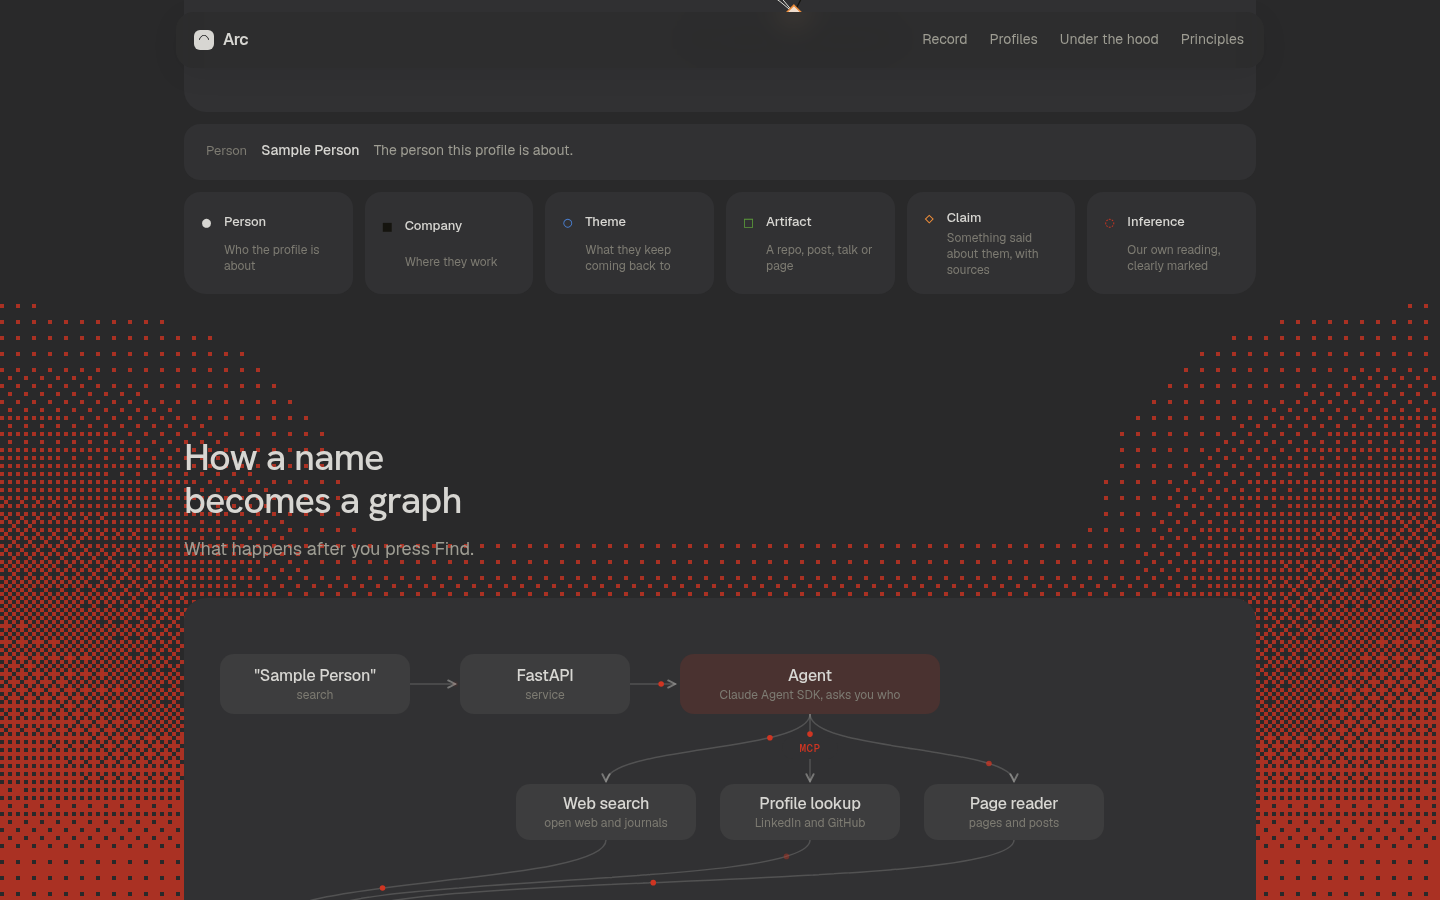 Arc
Record Profiles Under the hood Principles
Person Sample Person The person this profile is about.
Person
Who the profile is
about
Company
Where they work
Theme
What they keep
coming back to
Artifact
A repo, post, talk or
page
Claim
Something said
about them, with
sources
Inference
Our own reading,
clearly marked
How a name
becomes a graph
What happens after you press Find.
"Sample Person"
search
FastAPI
service
Agent
Claude Agent SDK, asks you who
MCP
Web search
open web and journals
Profile lookup
LinkedIn and GitHub
Page reader
pages and posts